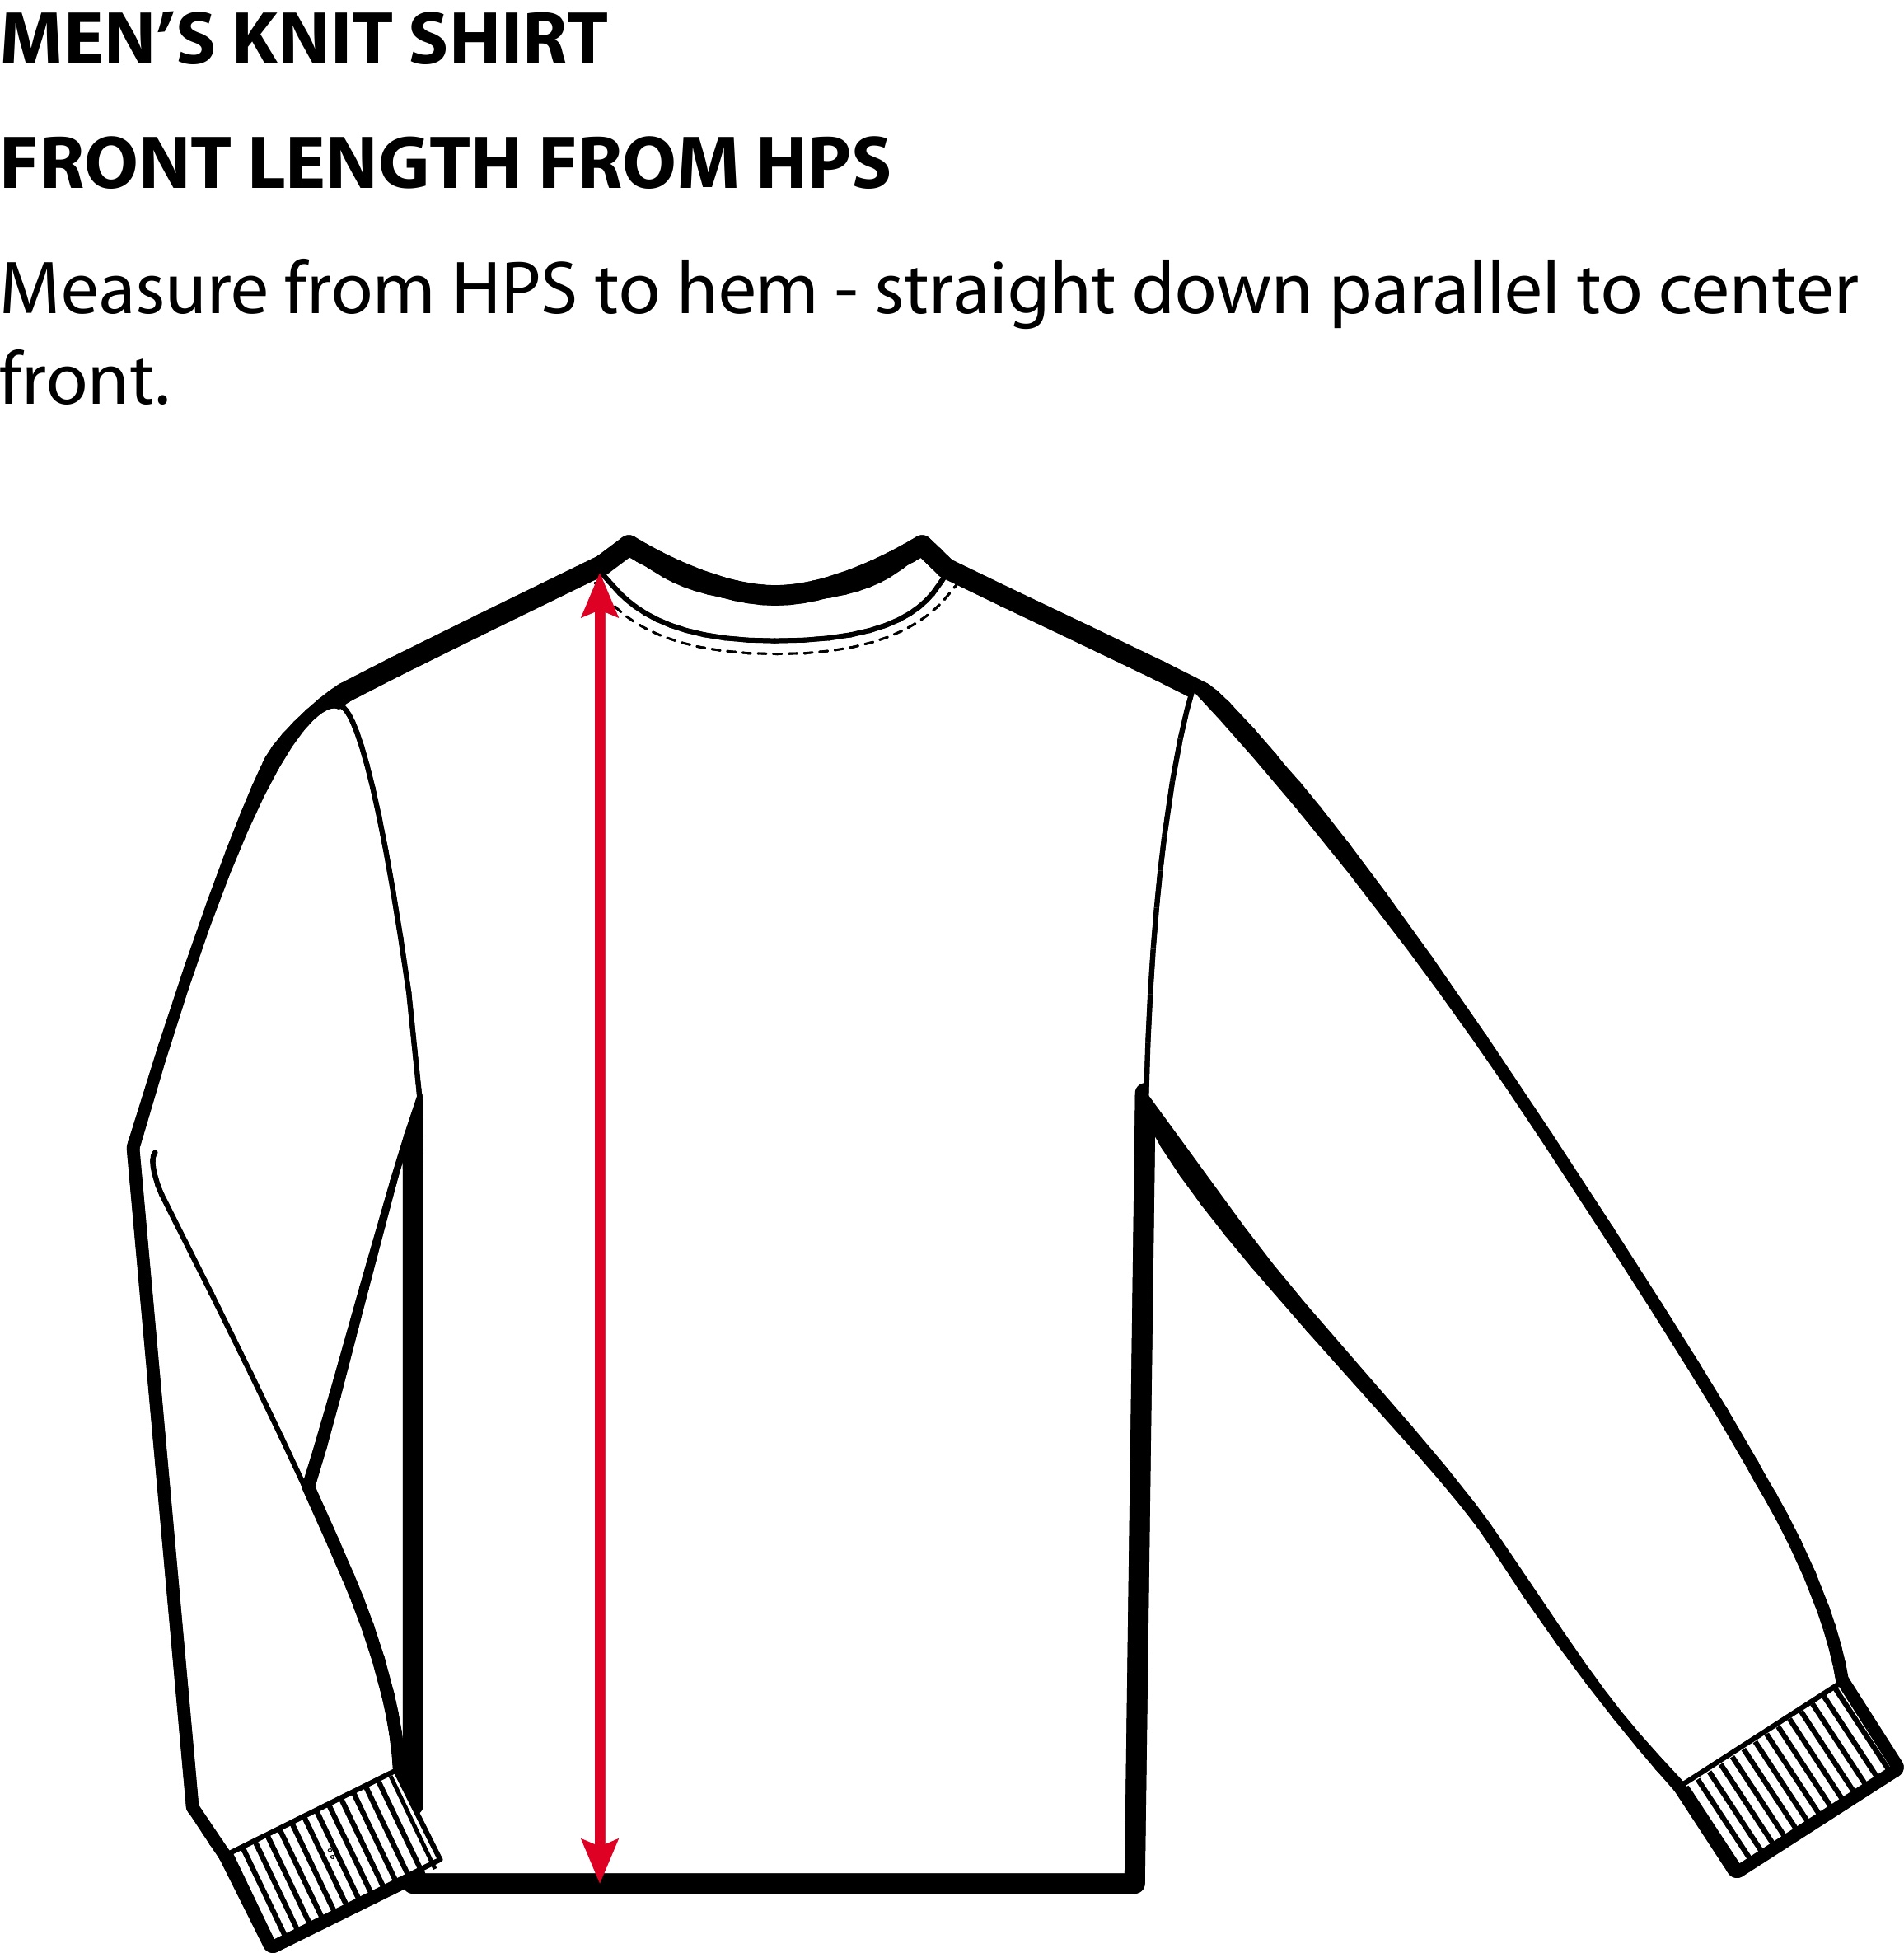 MEN‘S KNIT SHIRT
FRONT LENGTH FROM HPS
Measure from HPS to hem - straight down parallel to center
front.